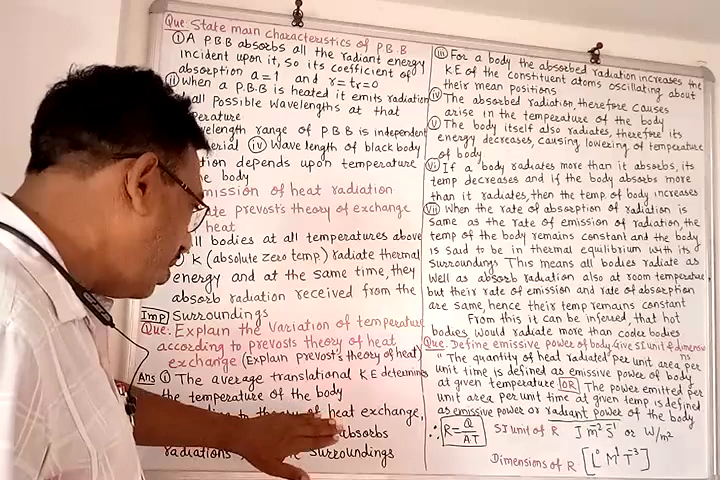 Que: State main characteristics of P.B.B
(i) A PBB absorbs all the radiant energy
incident upon it, so its coefficient of
absorption a=1 and r=tr=0
(ii) When a P.B.B is heated it emits radiation
all Possible Wavelengths at that
perature
velength range of PBB is independent
erial (iv) Wave length of black body
tion depends upon temperature
he body
mission of heat radiation
ate prevost's theory of exchange
heat
ll bodies at all temperatures above
0 K (absolute zero temp) radiate thermal
energy and at the same time, they
absorb radiation received from the
Imp Surroundings
Que: Explain the Variation of temperature
according to prevosts theory of heat
exchange (Explain prevost's theory of heat)
Ans (i) The average translational KE determines
the temperature of the body
to theory of heat exchange,
absorbs
radiations surroundings
(iii) For a body the absorbed radiation increases the
KE of the constituent atoms oscillating about
their mean positions
(iv) The absorbed radiation, therefore causes
arise in the temperature of the body
(v) The body itself also radiates, therefore its
energy decreases, causing lowering of temperature
of body
(vi) If a body radiates more than it absorbs, its
temp decreases and if the body absorbs more
than it radiates, then the temp of body increases
(vii) When the rate of absorption of radiation is
same as the rate of emission of radiation, the
temp of the body remains constant and the body
is said to be in thermal equilibrium with its
surroundings This means all bodies radiate as
well as absorb radiation also at room temperature
but their rate of emission and rate of absorption
are same, hence their temp remains constant
From this it can be infered, that hot
bodies would radiate more than cooler bodies
Que: Define emissive power of body Give SI unit & dimensions
"The quantity of heat radiated per unit area per
unit time is defined as emissive power of body
at given temperature OR The power emitted per
unit area per unit time at given temp is defined
as emissive power or radiant power of the body
∴ R = Q/AT SI unit of R J m⁻² S⁻¹ or W/m²
Dimensions of R [L⁰ M¹ T⁻³]